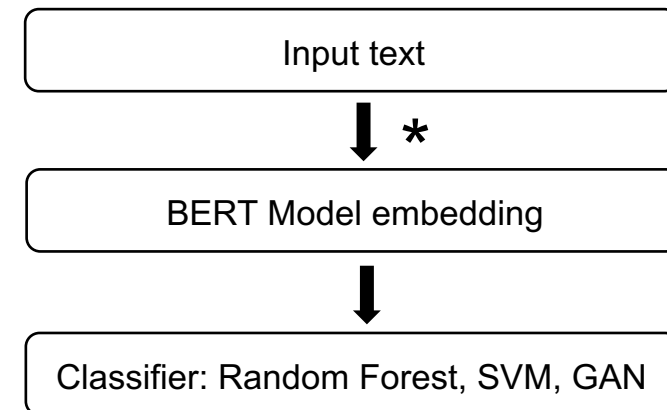 Input text
*
BERT Model embedding
Classifier: Random Forest, SVM, GAN